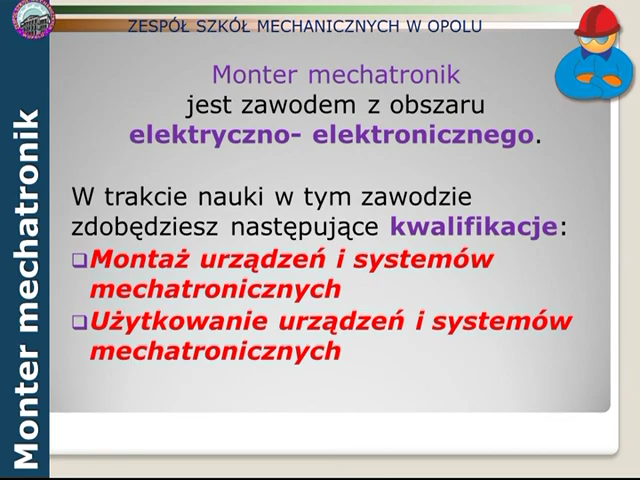 ZESPÓŁ SZKÓŁ MECHANICZNYCH W OPOLU
Monter mechatronik
Monter mechatronik
jest zawodem z obszaru
elektryczno- elektronicznego.
W trakcie nauki w tym zawodzie
zdobędziesz następujące kwalifikacje:
Montaż urządzeń i systemów
mechatronicznych
Użytkowanie urządzeń i systemów
mechatronicznych